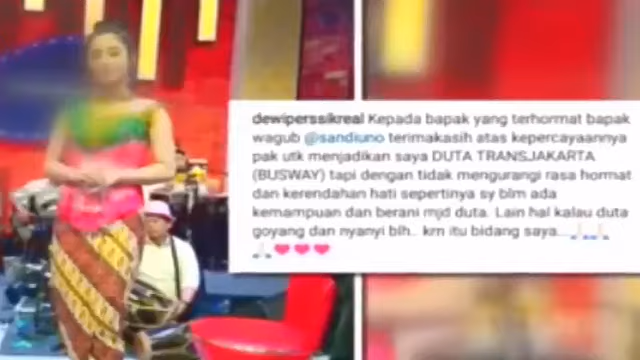 dewiperssikreal Kepada bapak yang terhormat bapak
wagub @sandiuno terimakasih atas kepercayaannya
pak utk menjadikan saya DUTA TRANSJAKARTA
(BUSWAY) tapi dengan tidak mengurangi rasa hormat
dan kerendahan hati sepertinya sy blm ada
kemampuan dan berani mjd duta. Lain hal kalau duta
goyang dan nyanyi blh.. krn itu bidang saya...🙏🏻🙏🏻
🙏🏻❤️❤️❤️